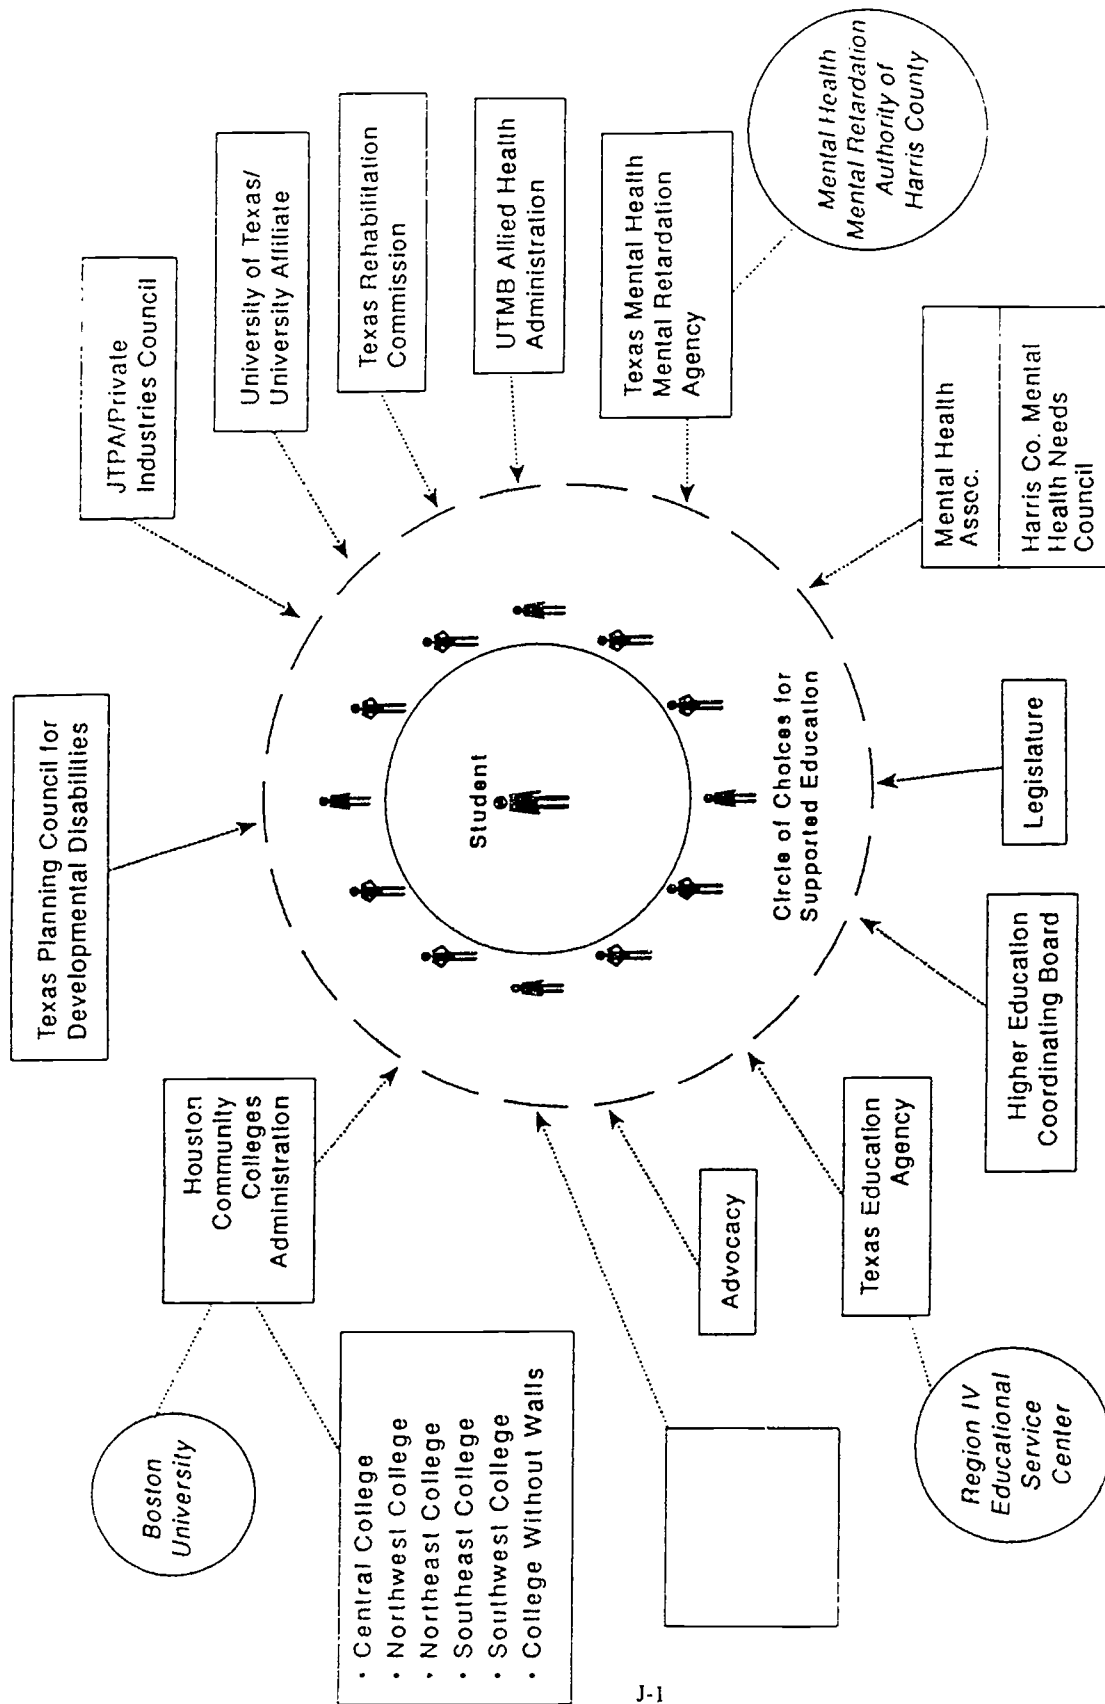 Texas Planning Council for
Developmental Disabilities
JTPA/Private
Industries Council
University of Texas/
University Affiliate
Texas Rehabilitation
Commission
UTMB Allied Health
Administration
Texas Mental Health
Mental Retardation
Agency
Mental Health
Mental Retardation
Authority of
Harris County
Mental Health
Assoc.
Harris Co. Mental
Health Needs
Council
Legislature
Higher Education
Coordinating Board
Texas Education
Agency
Region IV
Educational
Service
Center
Advocacy
Houston
Community
Colleges
Administration
Boston
University
· Central College
· Northwest College
· Northeast College
· Southeast College
· Southwest College
· College Without Walls
Student
Circle of Choices for
Supported Education
J-1